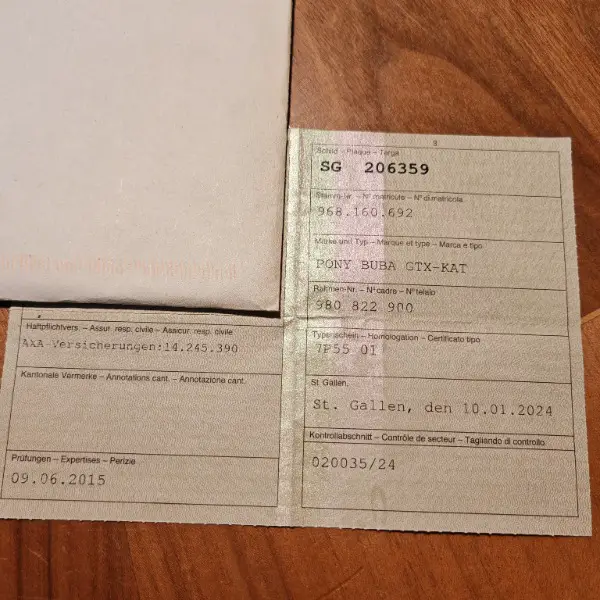 8
Schild – Plaque – Targa
SG 206359
Stamm-Nr. – N° matricule – N° di matricola
968.160.692
Marke und Typ – Marque et type – Marca e tipo
PONY BUBA GTX-KAT
Rahmen-Nr. – N° cadre – N° telaio
980 822 900
Typenschein – Homologation – Certificato tipo
7P55 01
St. Gallen,
St. Gallen, den 10.01.2024
Kontrollabschnitt – Contrôle de secteur – Tagliando di controllo
020035/24
Haftpflichtvers. – Assur. resp. civile – Assicur. resp. civile
AXA-Versicherungen:14.245.390
Kantonale Vermerke – Annotations cant. – Annotazione cant.
Prüfungen – Expertises – Perizie
09.06.2015